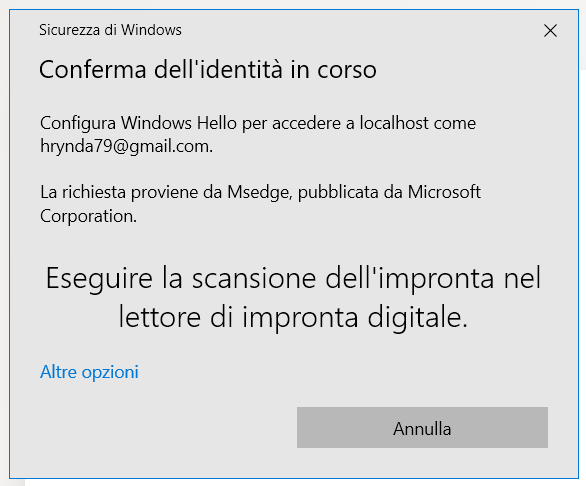 Sicurezza di Windows
Conferma dell'identità in corso
Configura Windows Hello per accedere a localhost come
hrynda79@gmail.com.
La richiesta proviene da Msedge, pubblicata da Microsoft
Corporation.
Eseguire la scansione dell'impronta nel
lettore di impronta digitale.
Altre opzioni
Annulla